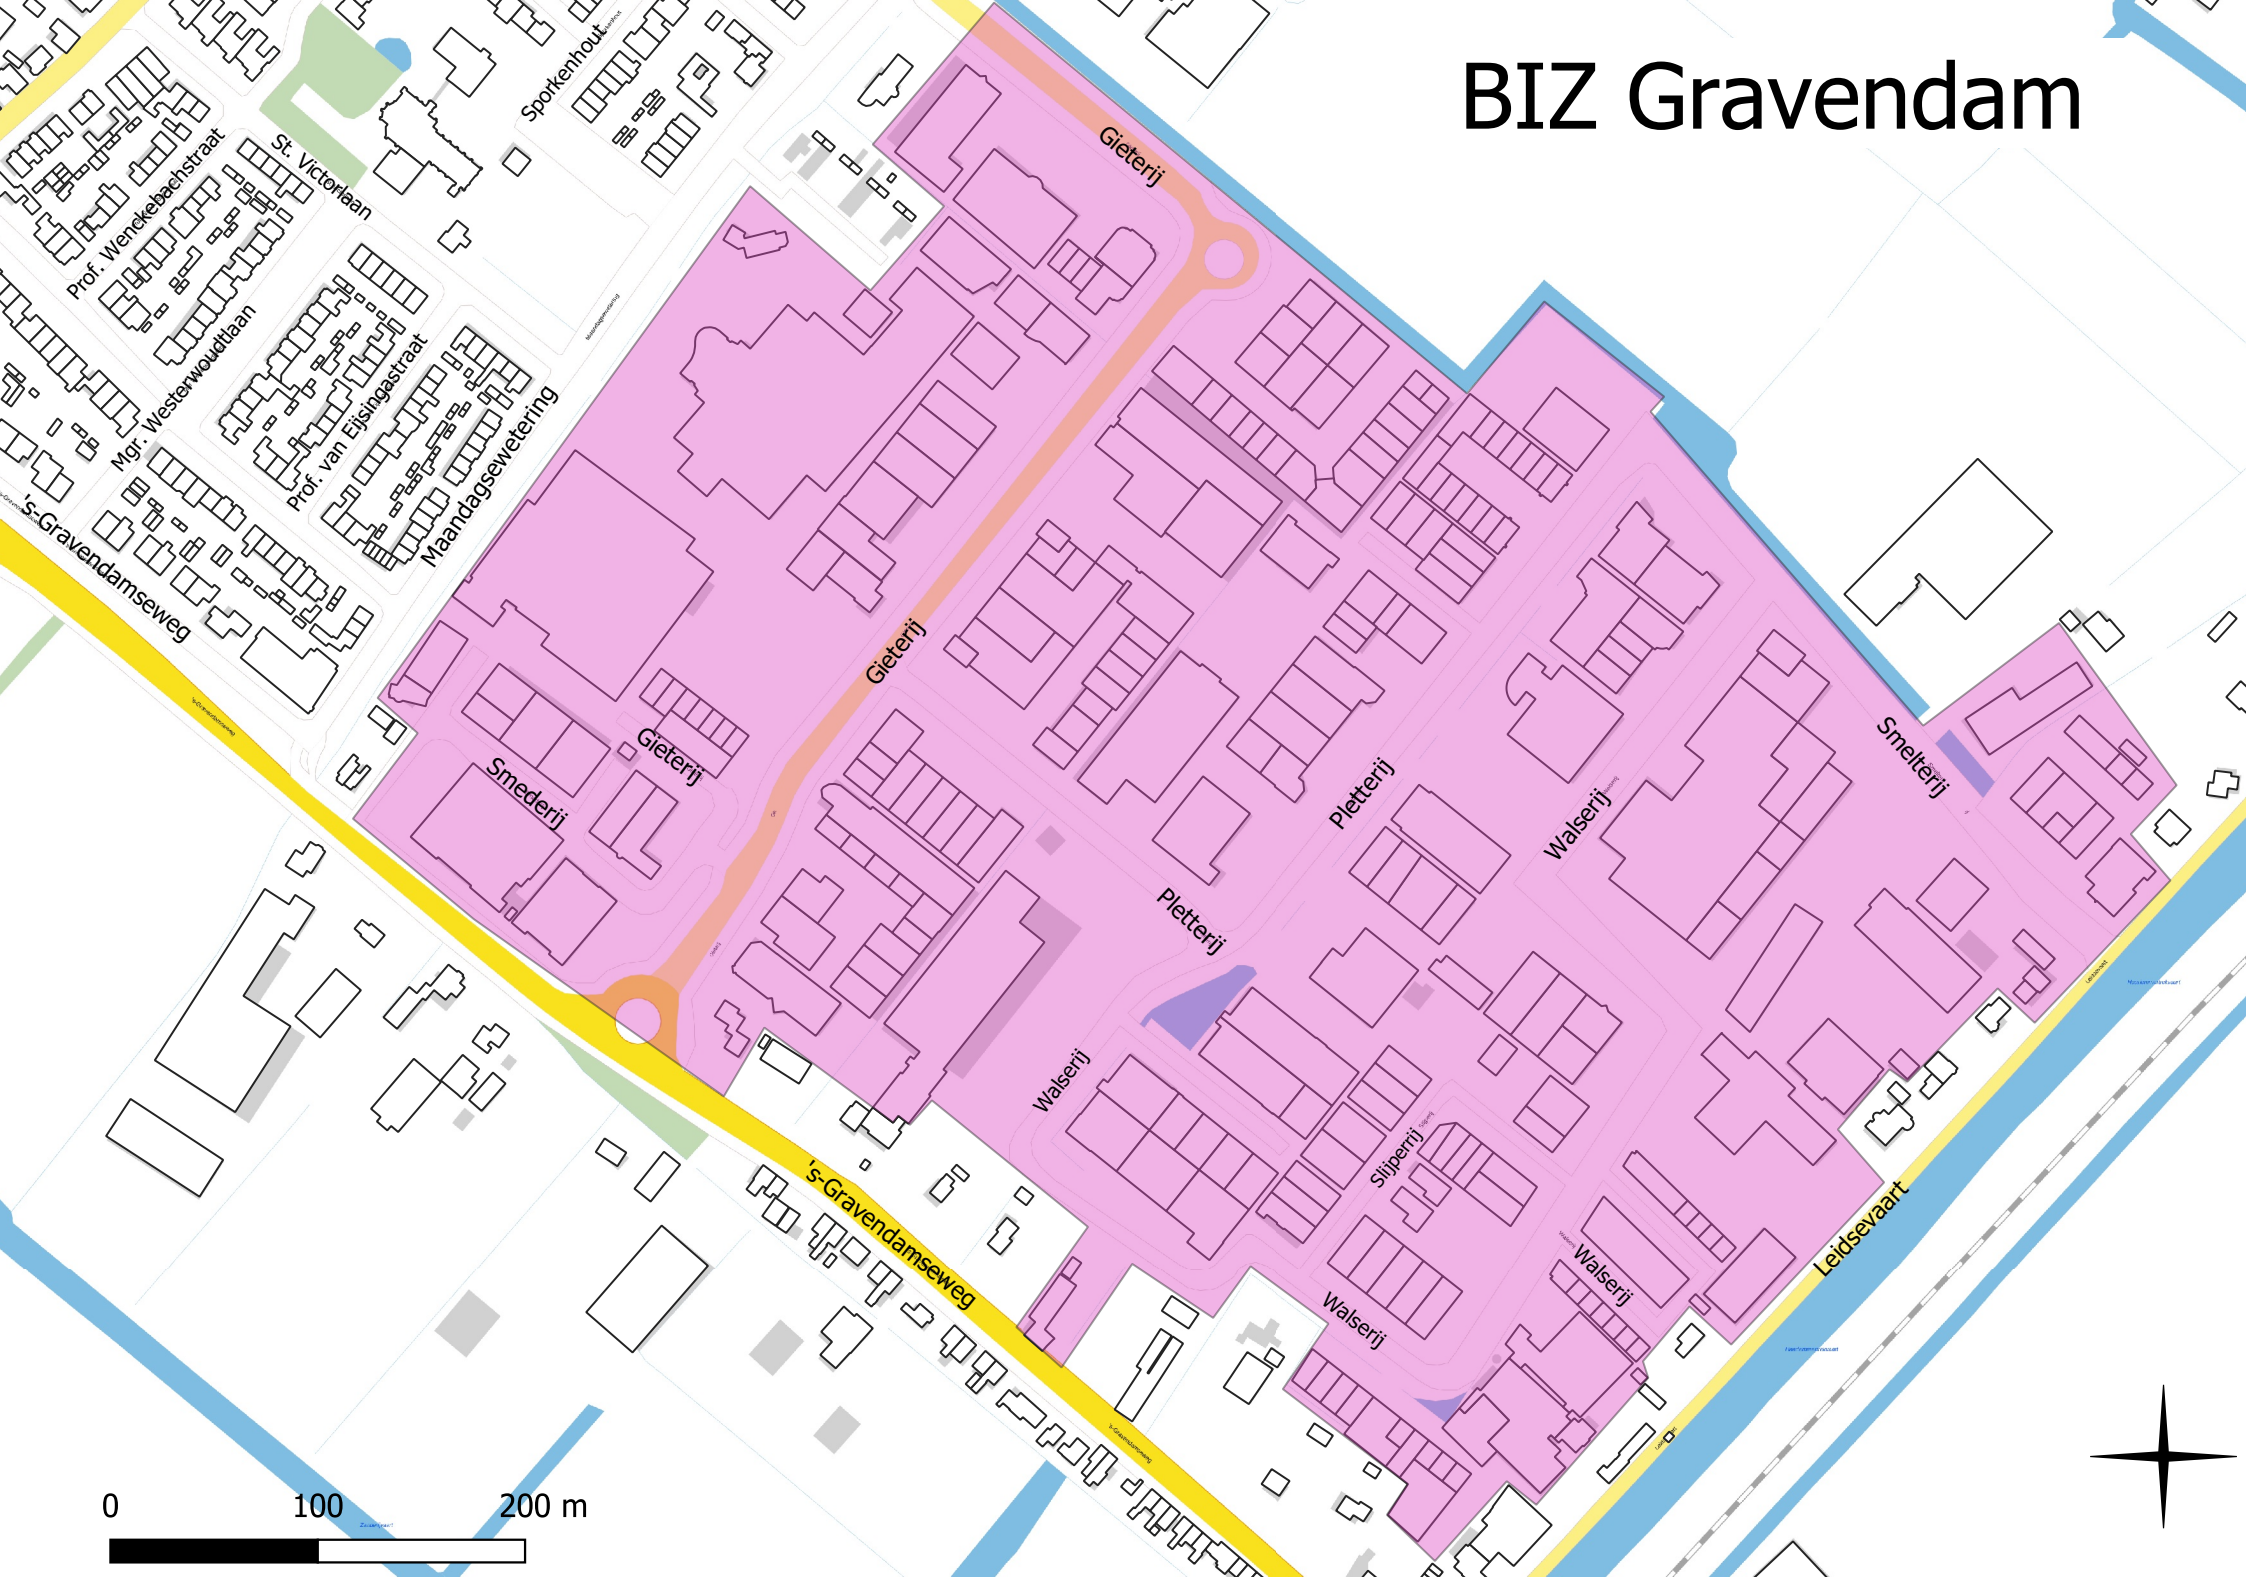 BIZ Gravendam
Sporkenhout
St. Victorlaan
Prof. Wenckebachstraat
Mgr. Westerwoudtlaan
Prof. van Eijsingastraat
Maandagsewetering
's-Gravendamseweg
Gieterij
Gieterij
Gieterij
Smederij
Pletterij
Pletterij
Walserij
Smelterij
Walserij
Slijperrij
Walserij
Walserij
Leidsevaart
's-Gravendamseweg
0 100 200 m